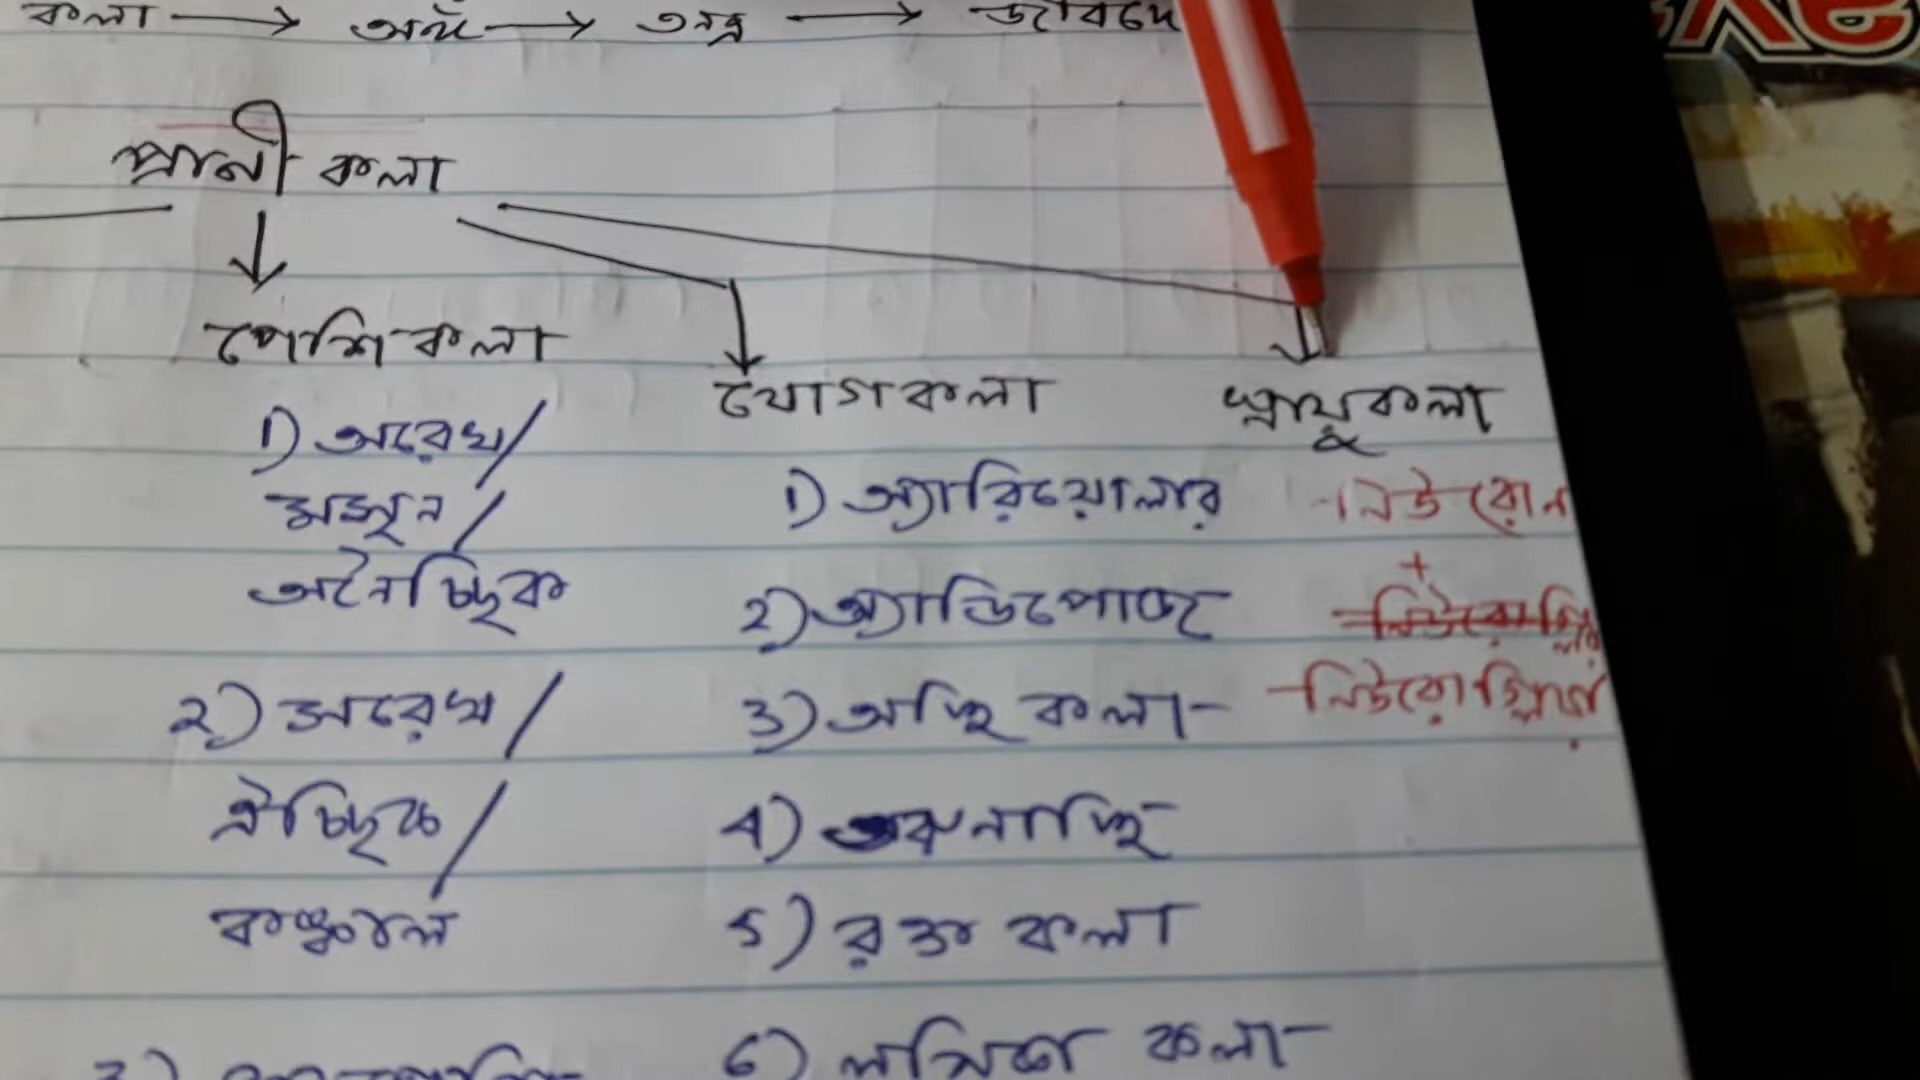 কলা → অঙ্গ → তন্ত্র → জীবদে
প্রাণী কলা
পেশিকলা
1) অরেখ/
মসৃন/
অনৈচ্ছিক
2) সরেখ/
ঐচ্ছিক/
কঙ্কাল
যোগকলা
1) অ্যারিয়োলার
2) অ্যাডিপোজ
3) অস্থি কলা
4) তরুনাস্থি
5) রক্ত কলা
6) লসিকা কলা
স্নায়ুকলা
নিউরোন
+
নিউরোগ্লিয়া